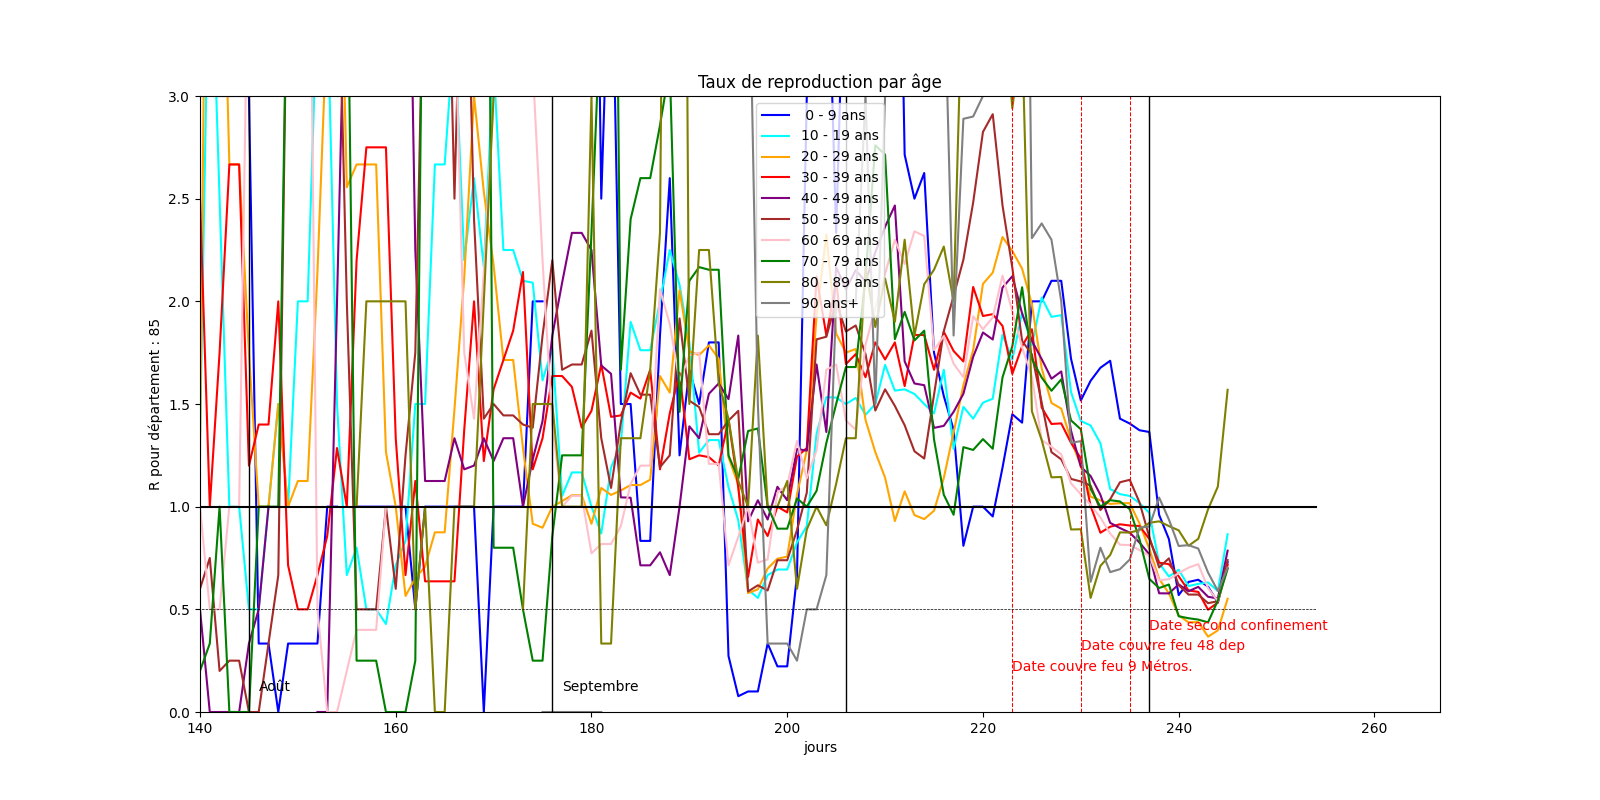 Taux de reproduction par âge
R pour département : 85
3.0
2.5
2.0
1.5
1.0
0.5
0.0
0 - 9 ans
10 - 19 ans
20 - 29 ans
30 - 39 ans
40 - 49 ans
50 - 59 ans
60 - 69 ans
70 - 79 ans
80 - 89 ans
90 ans+
Date second confinement
Date couvre feu 48 dep
Date couvre feu 9 Métros.
Août
Septembre
140 160 180 200 220 240 260
jours